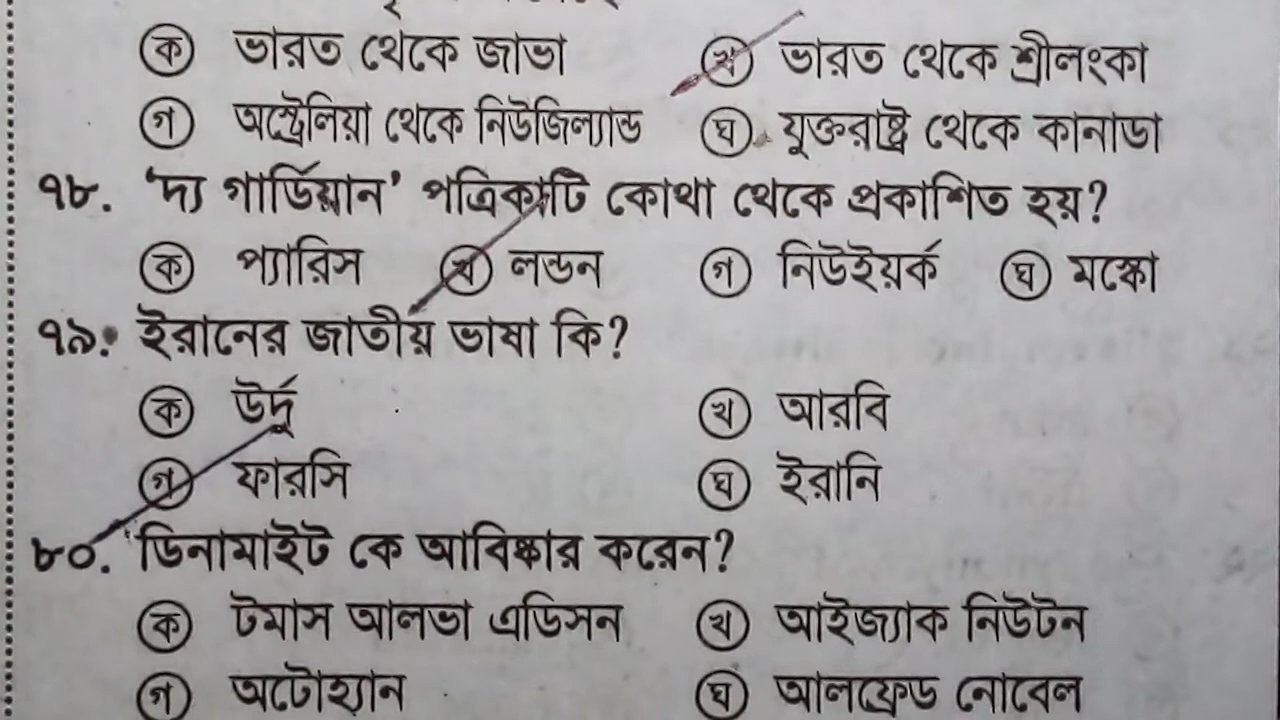 ক ভারত থেকে জাভা খ ভারত থেকে শ্রীলংকা
গ অস্ট্রেলিয়া থেকে নিউজিল্যান্ড ঘ যুক্তরাষ্ট্র থেকে কানাডা
৭৮. 'দ্য গার্ডিয়ান' পত্রিকাটি কোথা থেকে প্রকাশিত হয়?
ক প্যারিস খ লন্ডন গ নিউইয়র্ক ঘ মস্কো
৭৯. ইরানের জাতীয় ভাষা কি?
ক উর্দু খ আরবি
গ ফারসি ঘ ইরানি
৮০. ডিনামাইট কে আবিষ্কার করেন?
ক টমাস আলভা এডিসন খ আইজ্যাক নিউটন
গ অটোহ্যান ঘ আলফ্রেড নোবেল